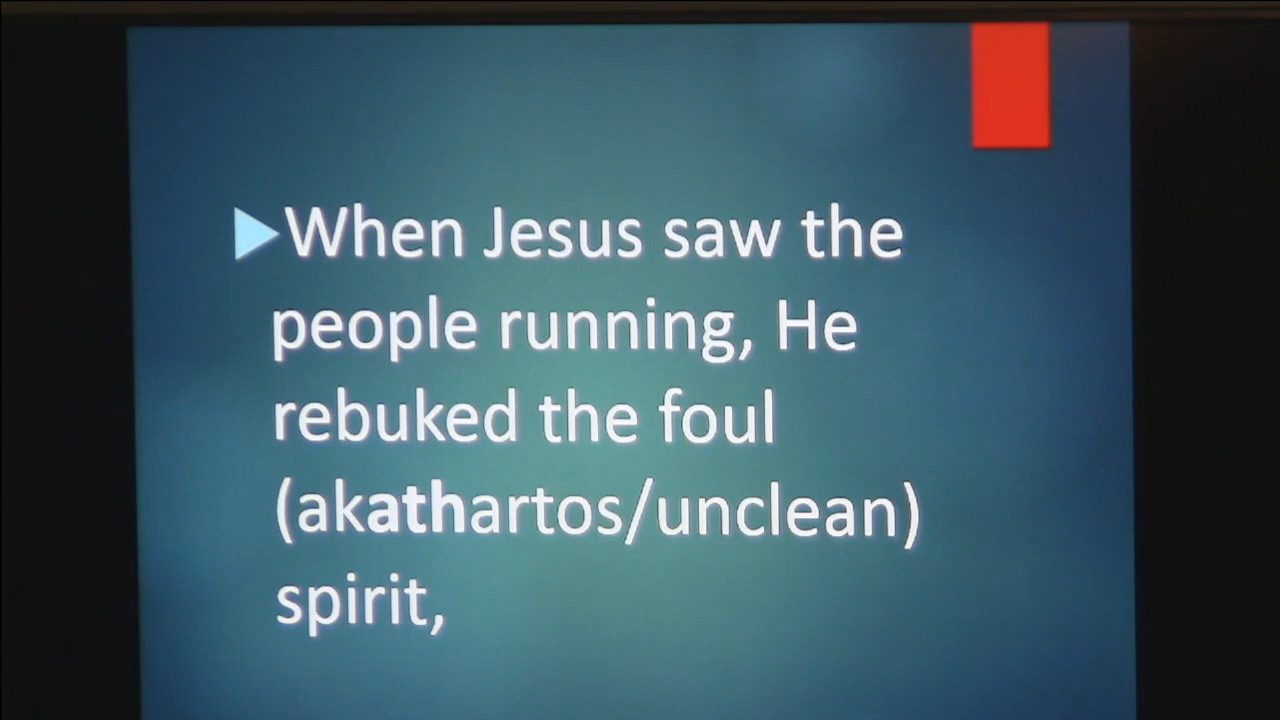 When Jesus saw the
people running, He
rebuked the foul
(akathartos/unclean)
spirit,